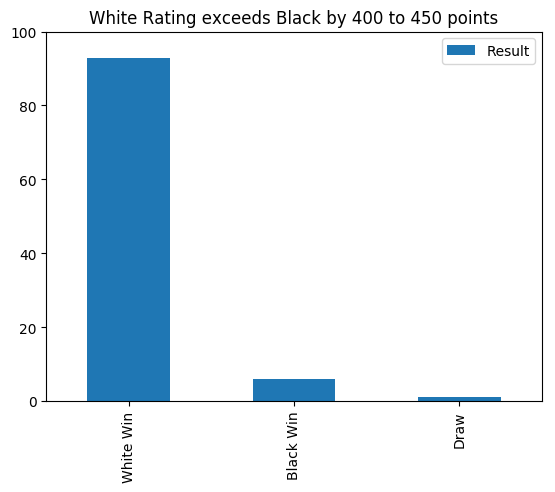 White Rating exceeds Black by 400 to 450 points
Result
100
80
60
40
20
0
White Win
Black Win
Draw